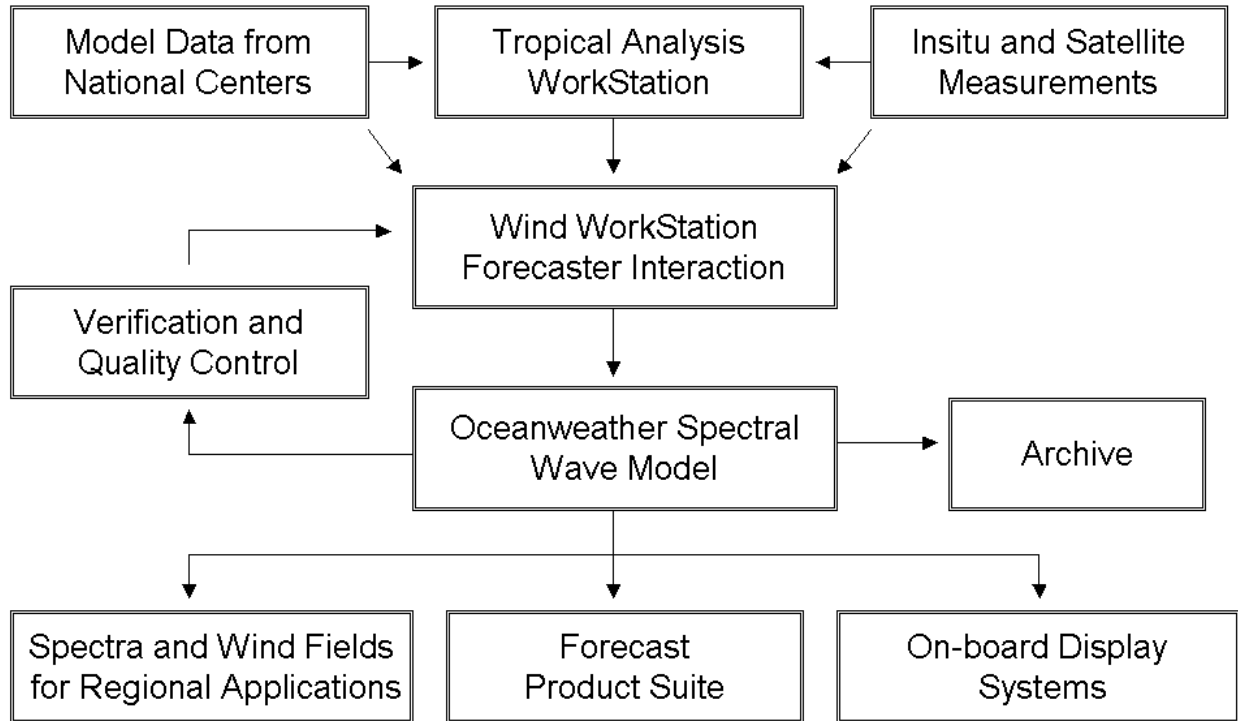 Model Data from
National Centers
Tropical Analysis
WorkStation
Insitu and Satellite
Measurements
Wind WorkStation
Forecaster Interaction
Verification and
Quality Control
Oceanweather Spectral
Wave Model
Archive
Spectra and Wind Fields
for Regional Applications
Forecast
Product Suite
On-board Display
Systems